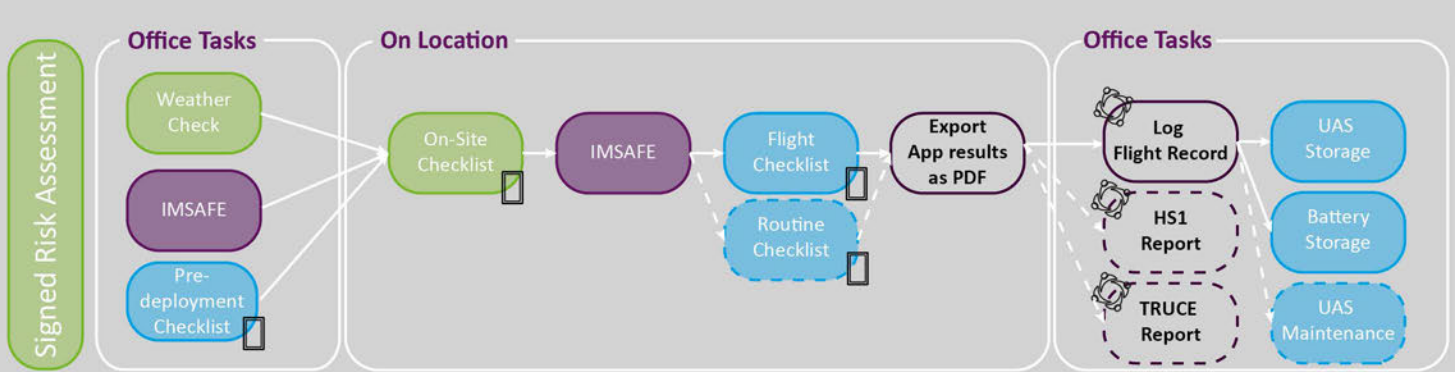 Signed Risk Assessment
Office Tasks
Weather
Check
IMSAFE
Pre-
deployment
Checklist
On Location
On-Site
Checklist
IMSAFE
Flight
Checklist
Routine
Checklist
Export
App results
as PDF
Office Tasks
Log
Flight Record
HS1
Report
TRUCE
Report
UAS
Storage
Battery
Storage
UAS
Maintenance